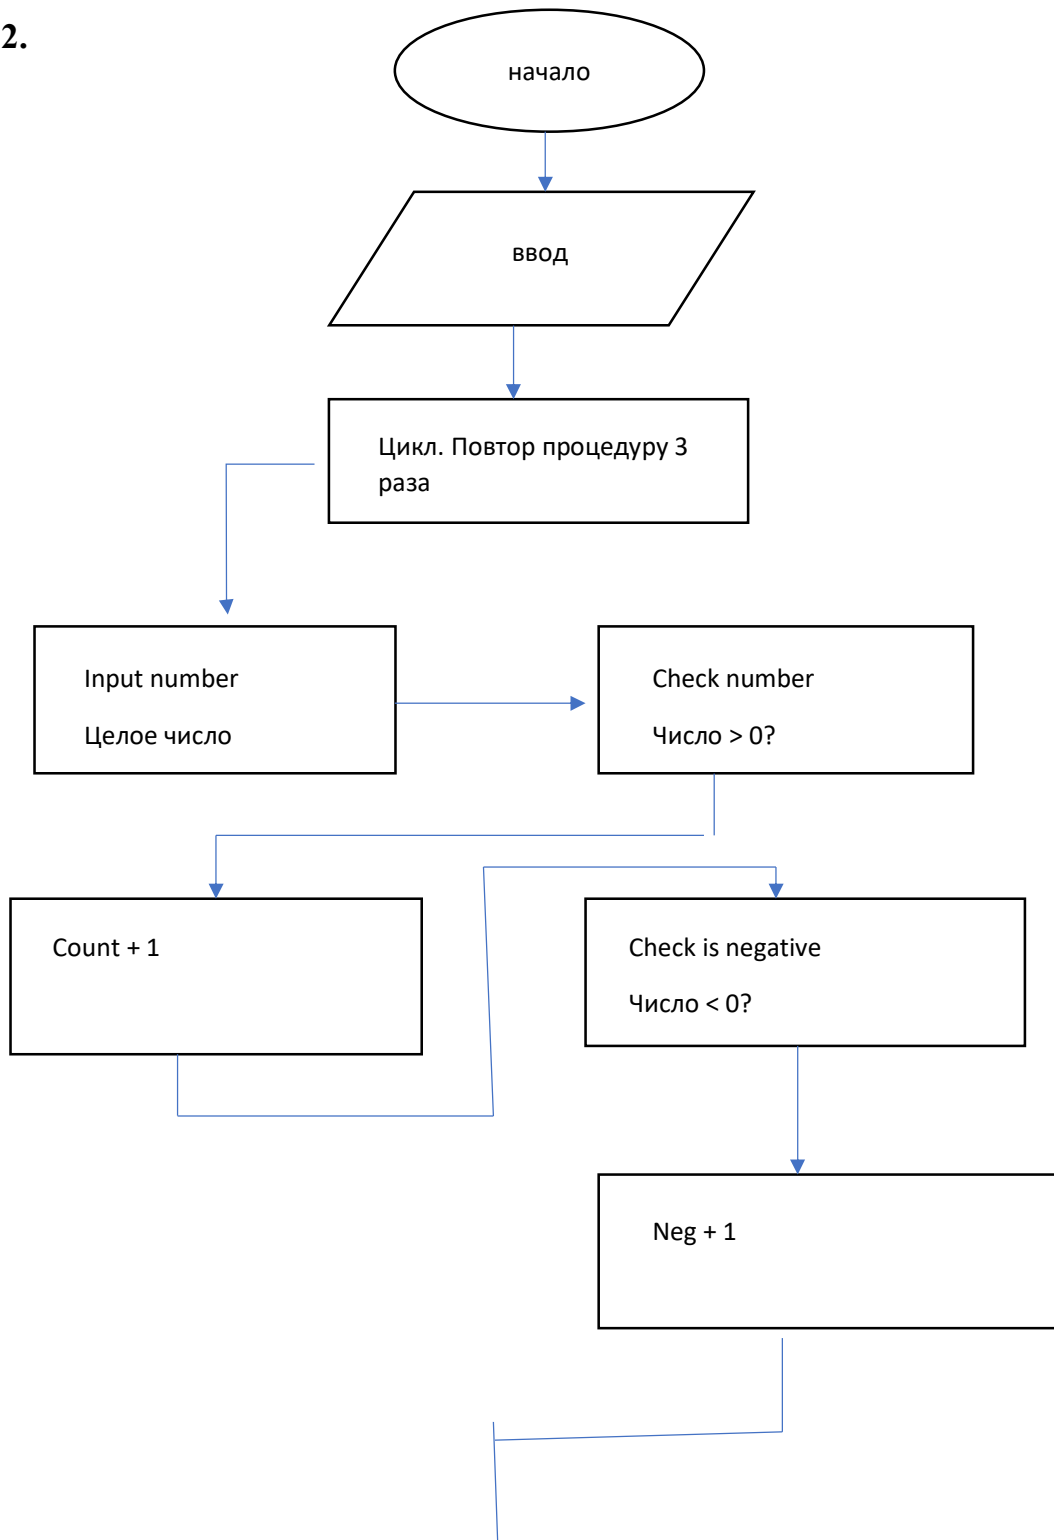 2.
начало
ввод
Цикл. Повтор процедуру 3
раза
Input number
Целое число
Check number
Число > 0?
Count + 1
Check is negative
Число < 0?
Neg + 1